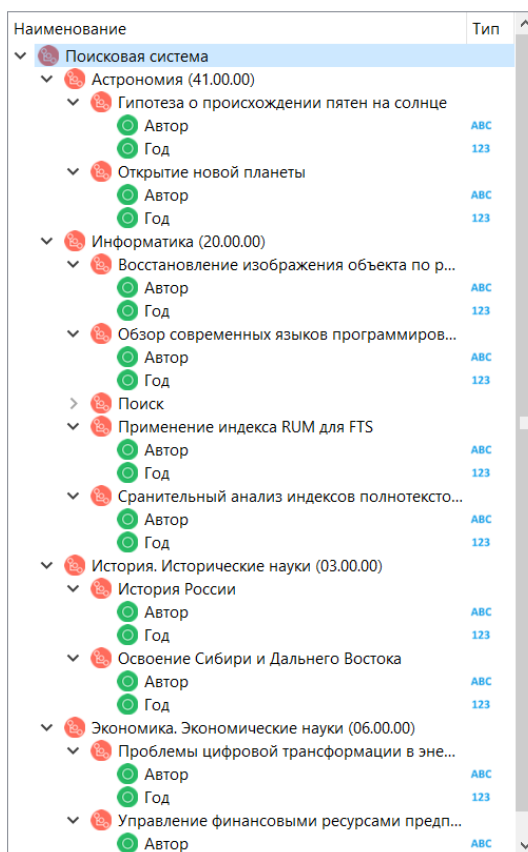 Наименование Тип
Поисковая система
Астрономия (41.00.00)
Гипотеза о происхождении пятен на солнце
Автор ABC
Год 123
Открытие новой планеты
Автор ABC
Год 123
Информатика (20.00.00)
Восстановление изображения объекта по р...
Автор ABC
Год 123
Обзор современных языков программиров...
Автор ABC
Год 123
Поиск
Применение индекса RUM для FTS
Автор ABC
Год 123
Сранительный анализ индексов полнотексто...
Автор ABC
Год 123
История. Исторические науки (03.00.00)
История России
Автор ABC
Год 123
Освоение Сибири и Дальнего Востока
Автор ABC
Год 123
Экономика. Экономические науки (06.00.00)
Проблемы цифровой трансформации в эне...
Автор ABC
Год 123
Управление финансовыми ресурсами предп...
Автор ABC